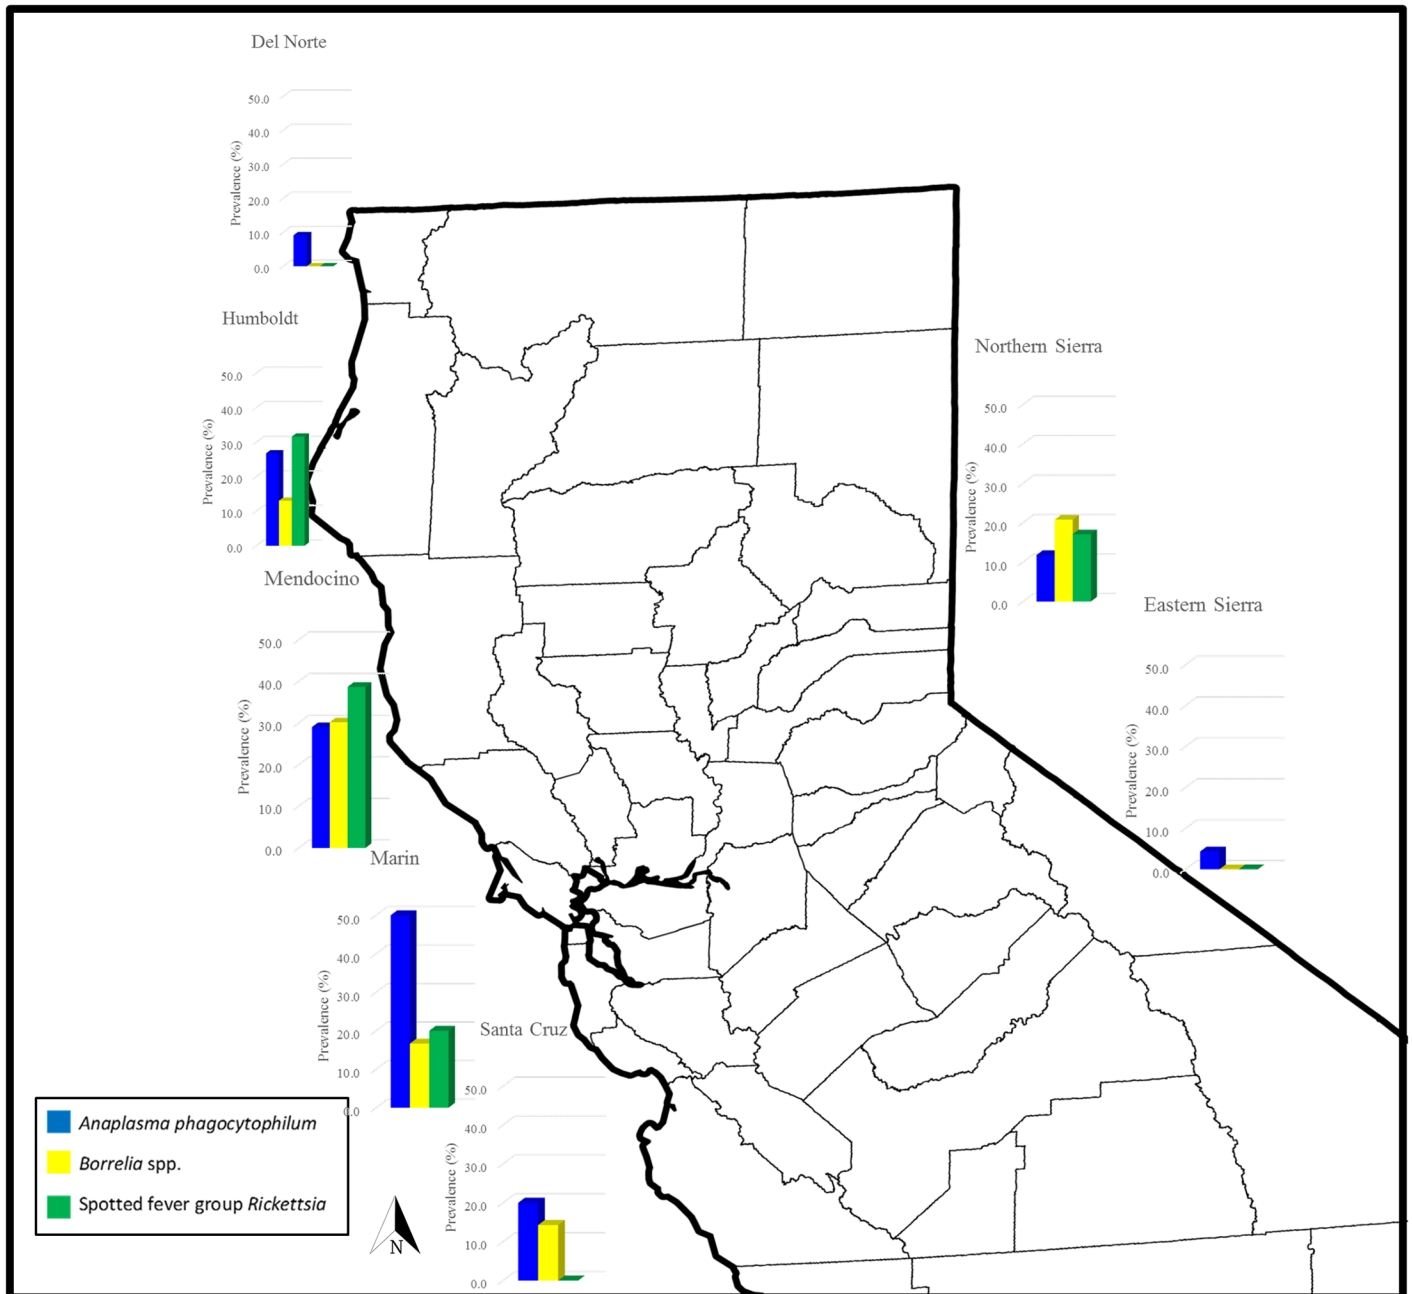 Del Norte
Prevalence (%)
50.0
40.0
30.0
20.0
10.0
0.0
Humboldt
Prevalence (%)
50.0
40.0
30.0
20.0
10.0
0.0
Northern Sierra
Prevalence (%)
50.0
40.0
30.0
20.0
10.0
0.0
Mendocino
Prevalence (%)
50.0
40.0
30.0
20.0
10.0
0.0
Eastern Sierra
Prevalence (%)
50.0
40.0
30.0
20.0
10.0
0.0
Marin
Prevalence (%)
50.0
40.0
30.0
20.0
10.0
0.0
Santa Cruz
Prevalence (%)
50.0
40.0
30.0
20.0
10.0
0.0
Anaplasma phagocytophilum
Borrelia spp.
Spotted fever group Rickettsia
N